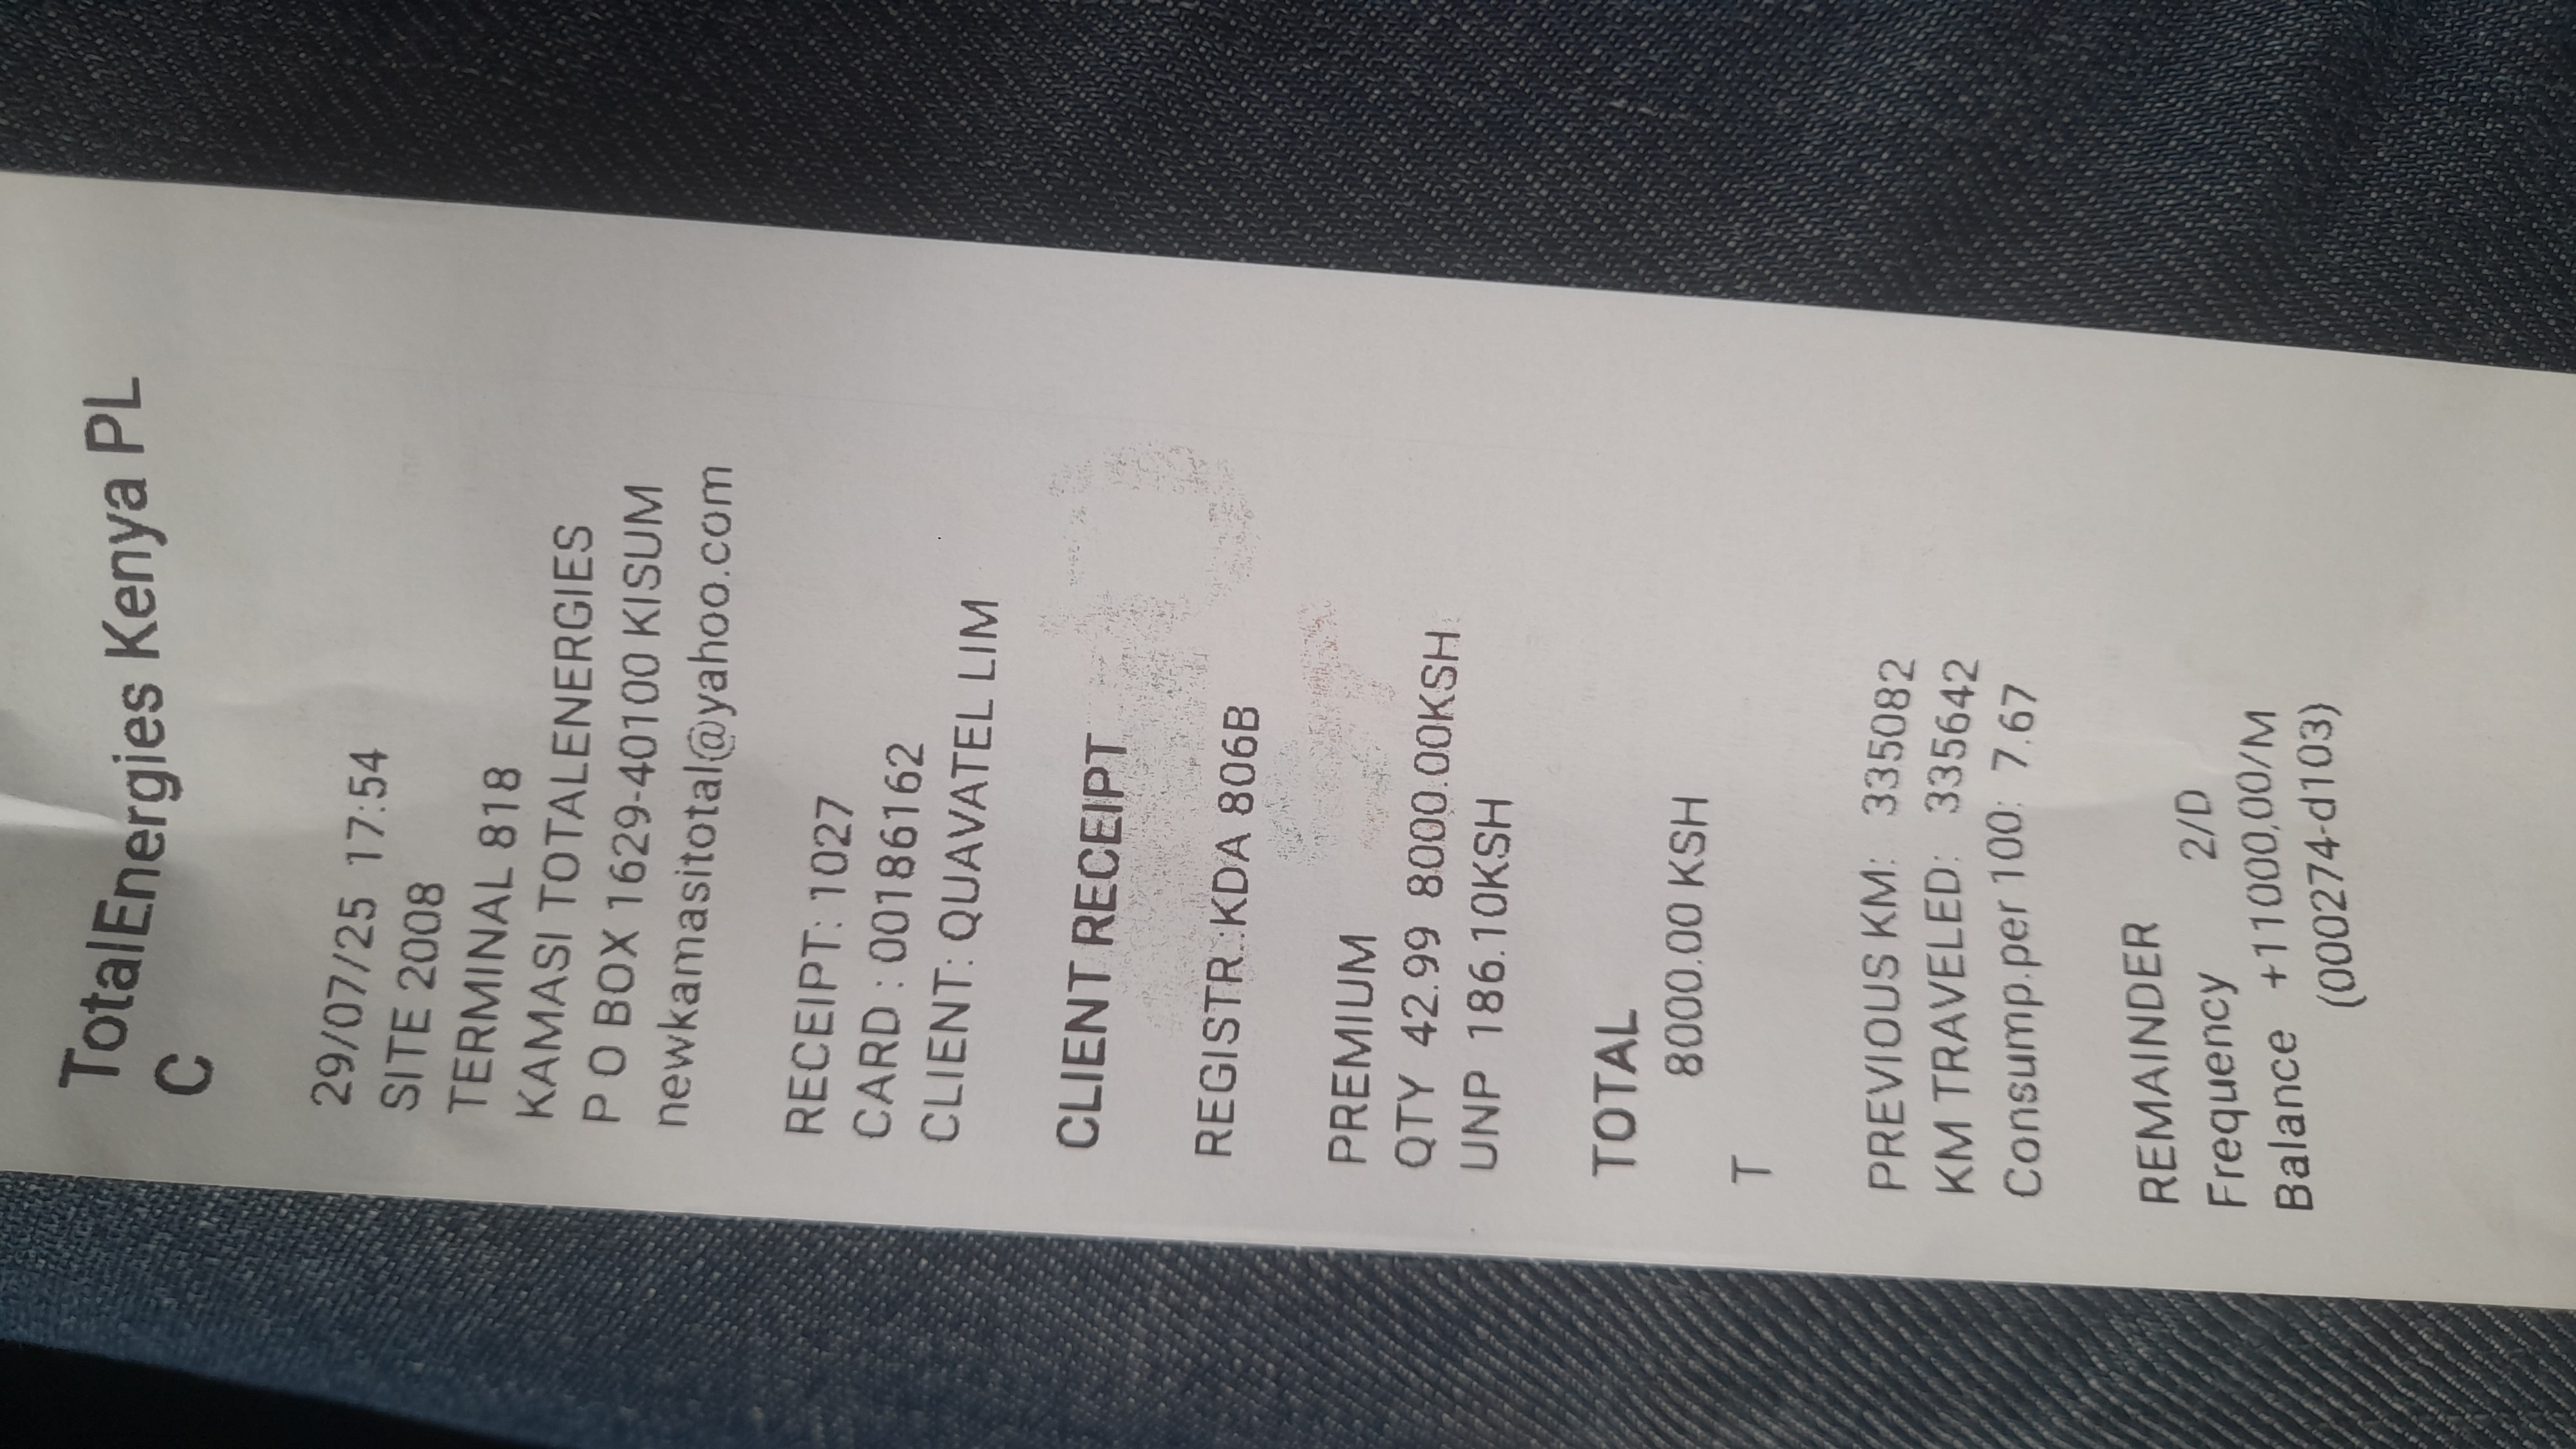 TotalEnergies Kenya PL
C
29/07/25 17:54
SITE 2008
TERMINAL 818
KAMASI TOTALENERGIES
P O BOX 1629-40100 KISUM
newkamasitotal@yahoo.com
RECEIPT: 1027
CARD : 00186162
CLIENT: QUAVATEL LIM
CLIENT RECEIPT
REGISTR.:KDA 806B
PREMIUM
QTY 42.99 8000.00KSH
UNP 186.10KSH
TOTAL
8000.00 KSH
T
PREVIOUS KM: 335082
KM TRAVELED: 335642
Consump.per 100: 7.67
REMAINDER
Frequency 2/D
Balance +11000,00/M
(000274-d103)